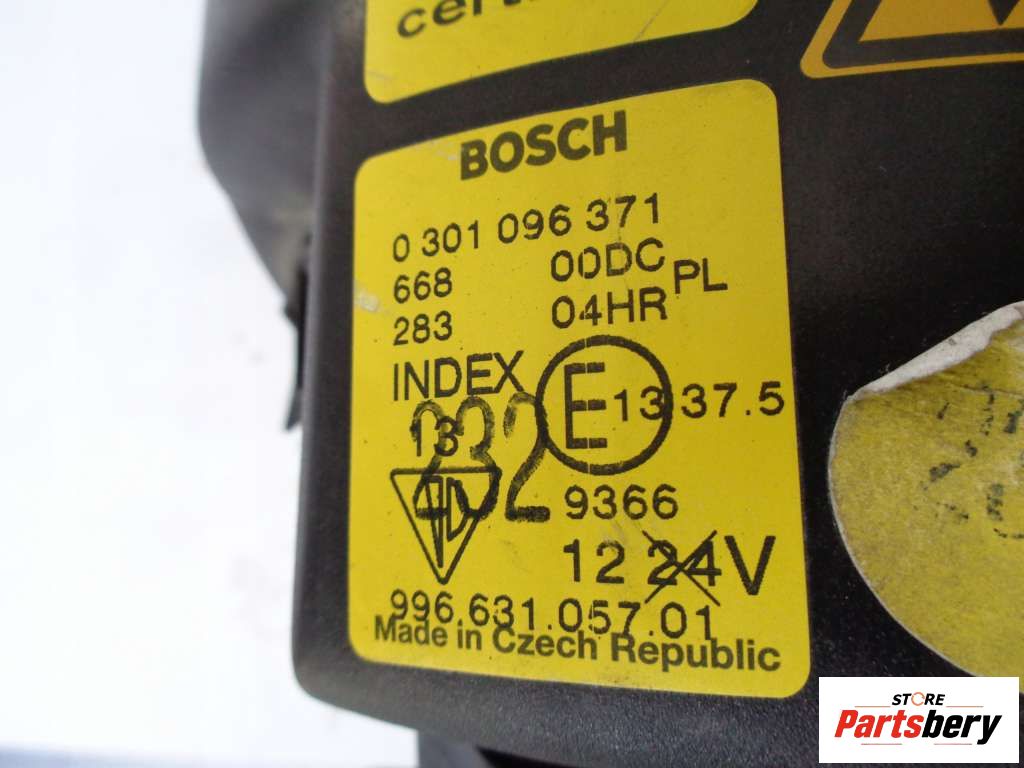 BOSCH
0 301 096 371
668 00DC PL
283 04HR
INDEX E 13 37.5
13 232
9366
12 24 V
996.631.057.01
Made in Czech Republic
STORE
Partsbery